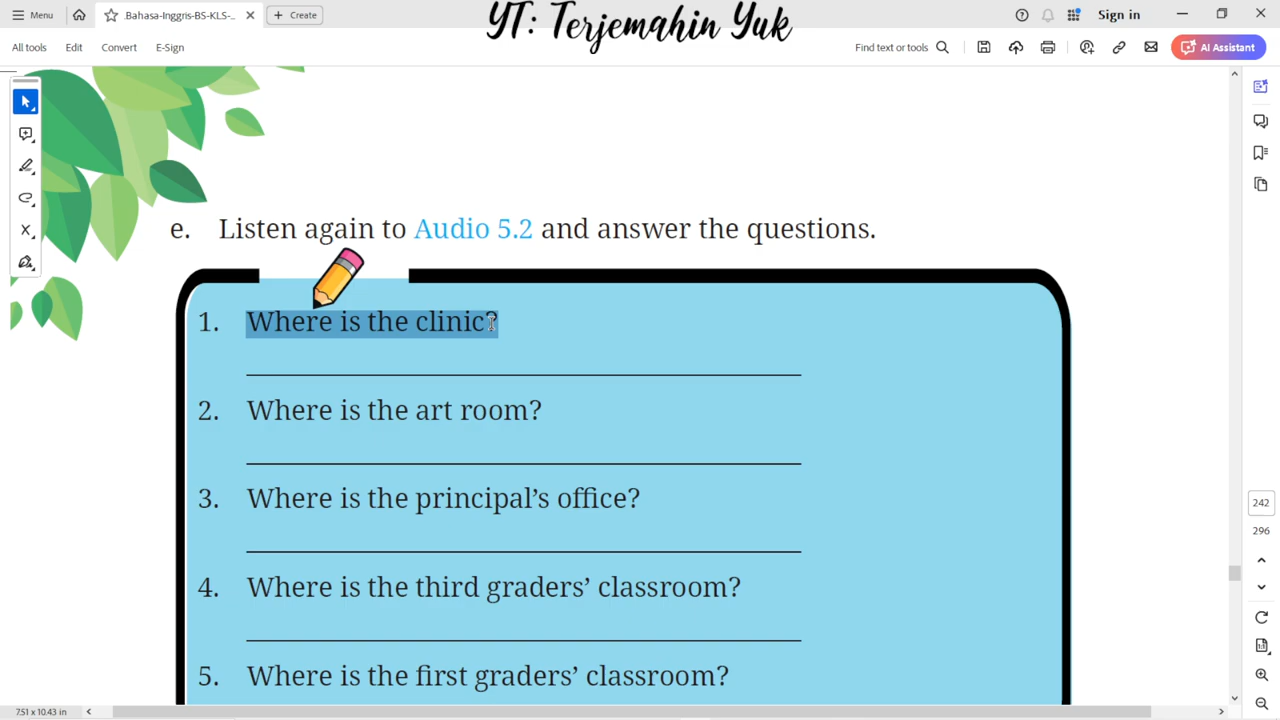 Menu
.Bahasa-Inggris-BS-KLS-...
Create
YT: Terjemahin Yuk
Sign in
All tools
Edit
Convert
E-Sign
Find text or tools
AI Assistant
e. Listen again to Audio 5.2 and answer the questions.
1. Where is the clinic?
2. Where is the art room?
3. Where is the principal’s office?
4. Where is the third graders’ classroom?
5. Where is the first graders’ classroom?
242
296
7.51 x 10.43 in